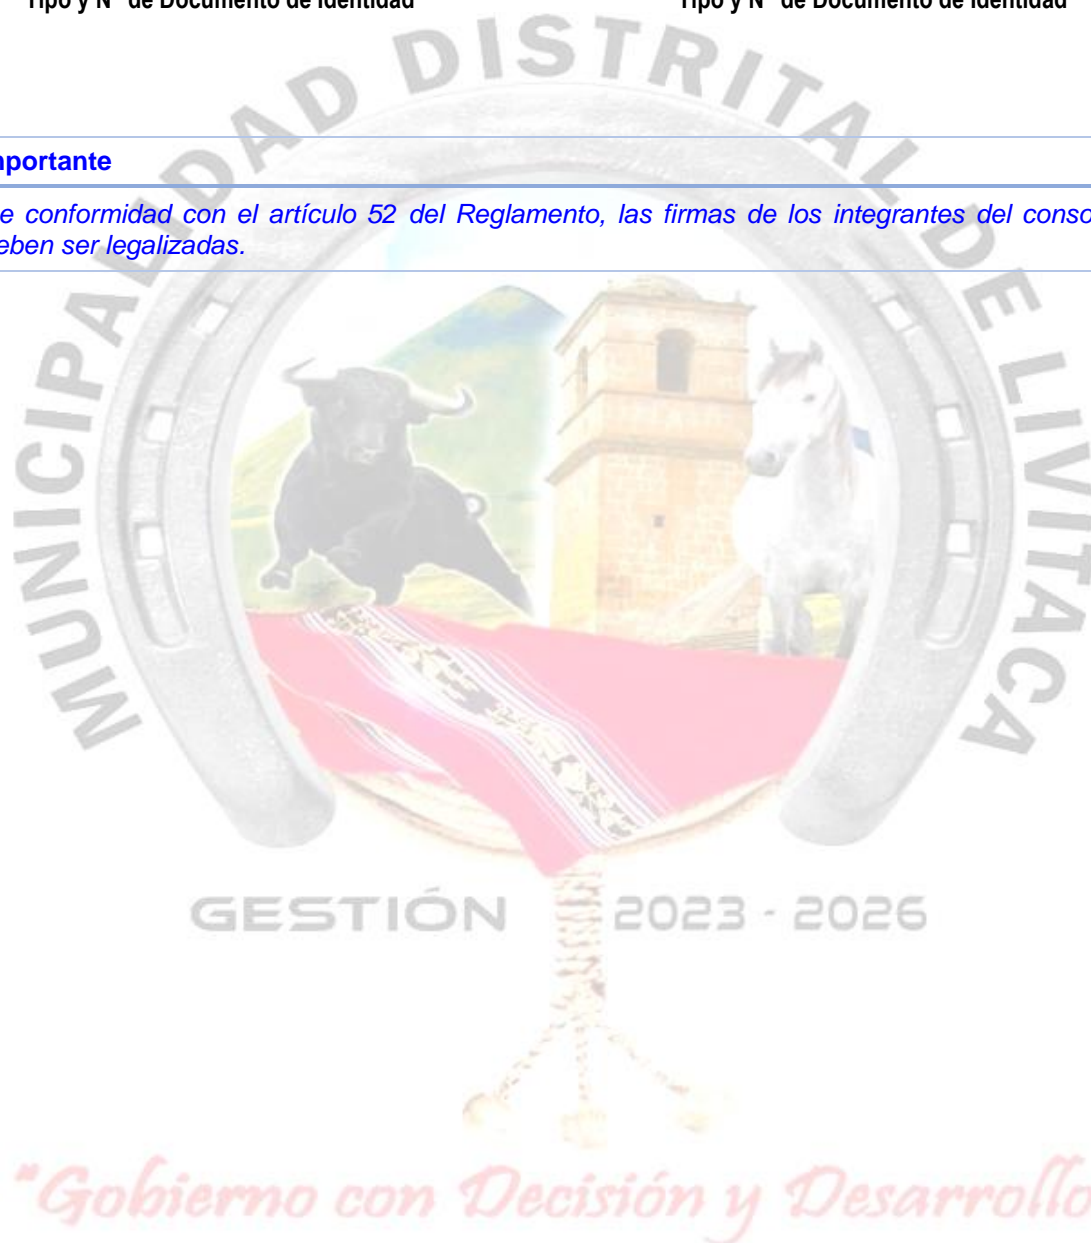 Tipo y N° de Documento de Identidad Tipo y N° de Documento de Identidad
MUNICIPALIDAD DISTRITAL DE LIVITACA
mportante
e conformidad con el artículo 52 del Reglamento, las firmas de los integrantes del conso
eben ser legalizadas.
GESTIÓN 2023 - 2026
"Gobierno con Decisión y Desarrollo